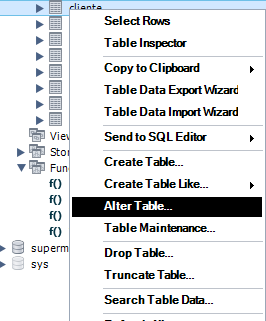 cliente
Select Rows
Table Inspector
Copy to Clipboard
Table Data Export Wizard
Table Data Import Wizard
View
Send to SQL Editor
Stor
Create Table...
Func
f() Create Table Like...
f() Alter Table...
f() Table Maintenance...
f()
superm Drop Table...
sys Truncate Table...
Search Table Data...